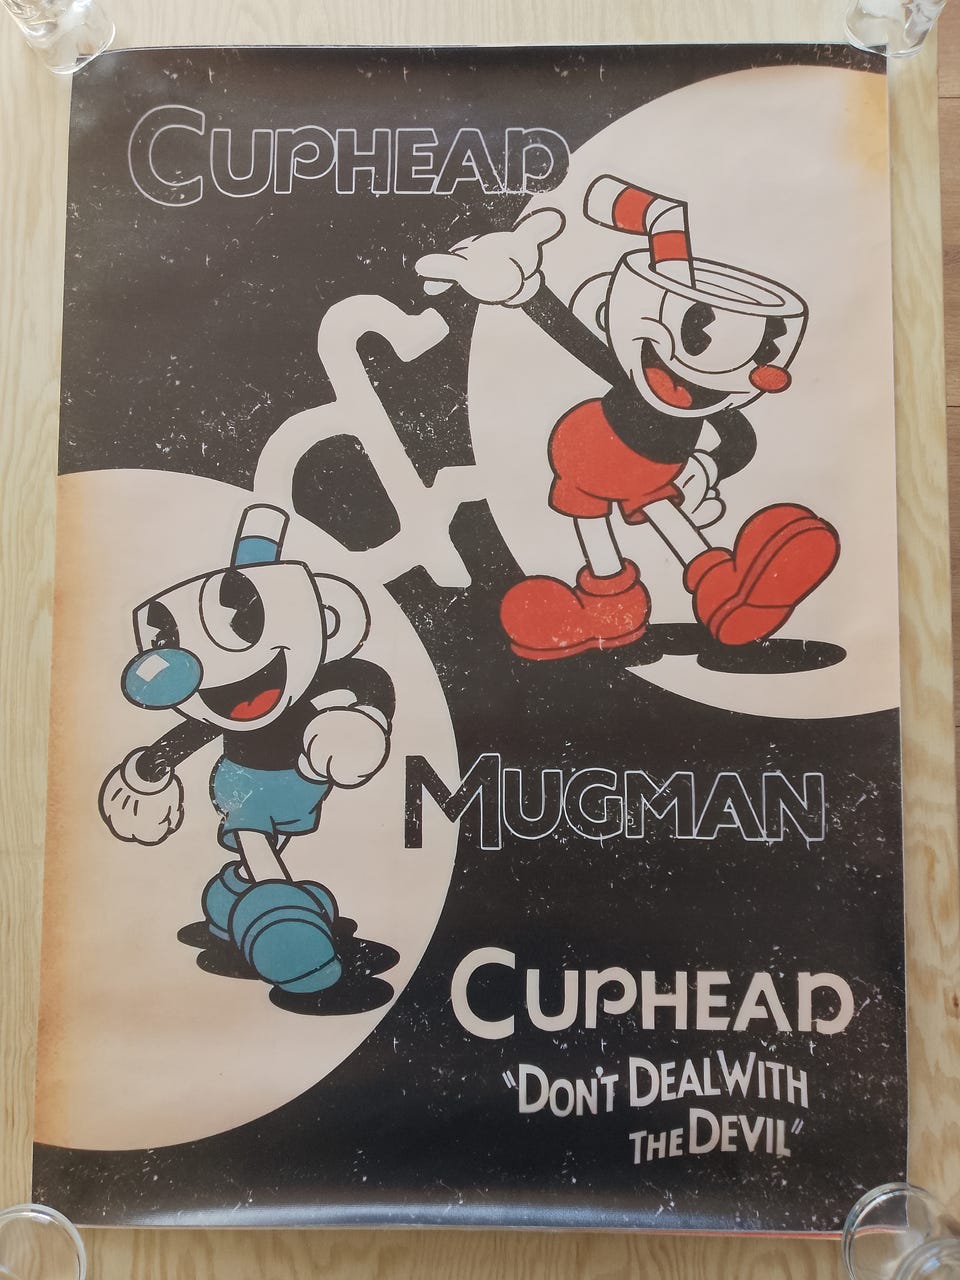 CUPHEAD
&
MUGMAN
CUPHEAD
"DON'T DEAL WITH
THE DEVIL"